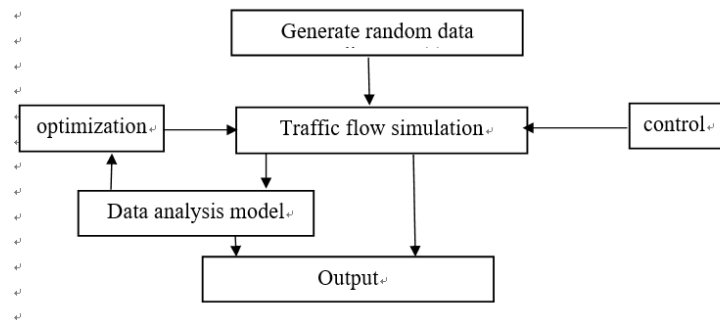 Generate random data
optimization
Traffic flow simulation
control
Data analysis model
Output